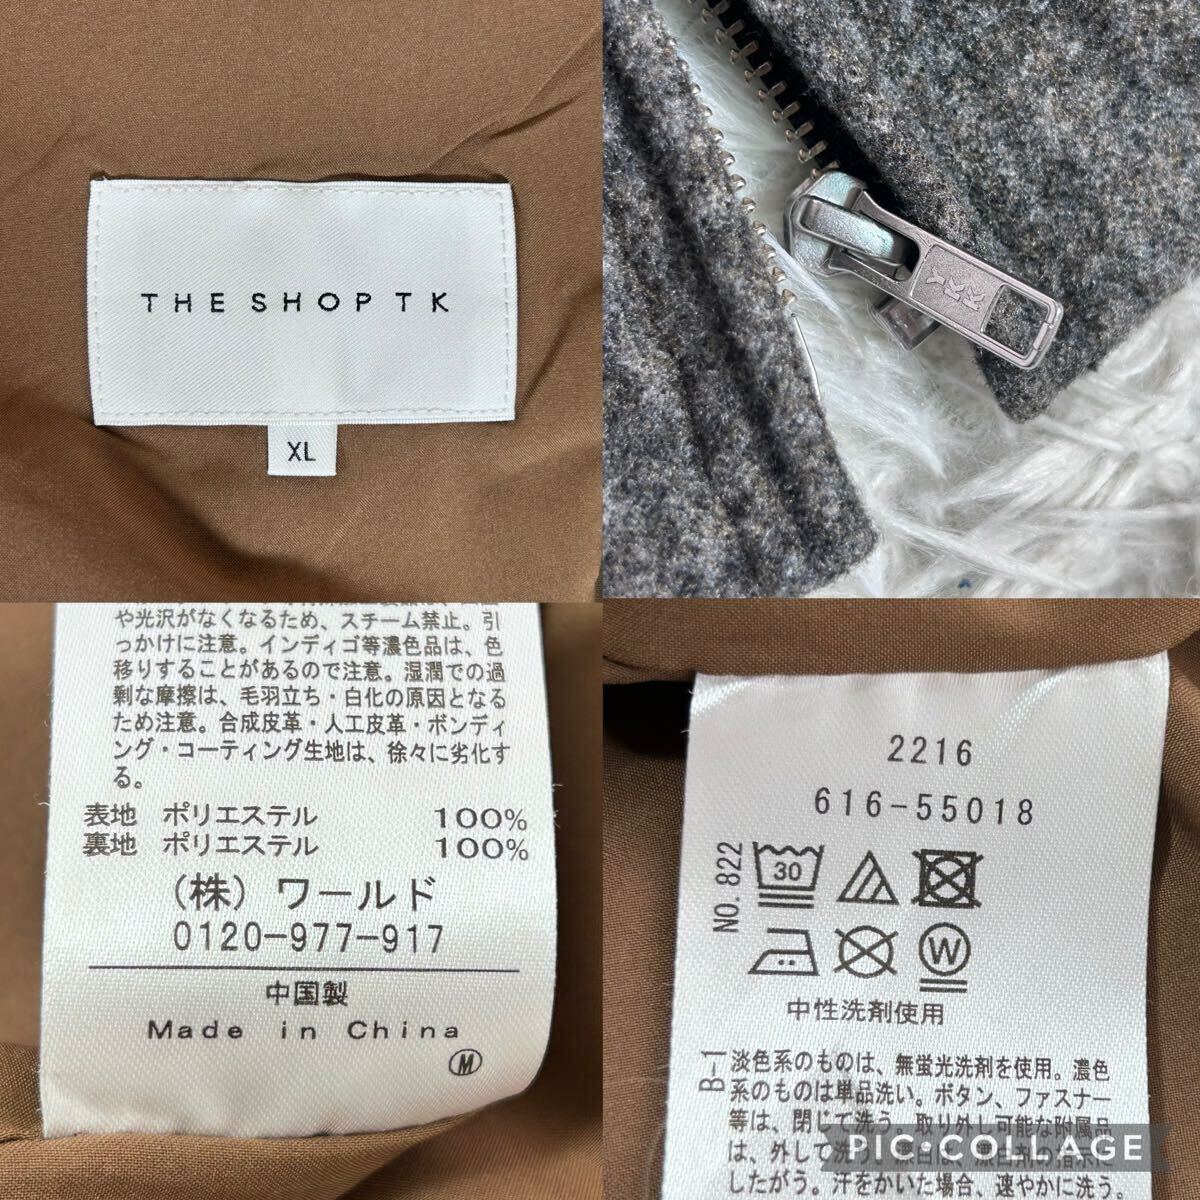 THE SHOP TK
XL
YKK
や光沢がなくなるため、スチーム禁止。引
っかけに注意。インディゴ等濃色品は、色
移りすることがあるので注意。湿潤での過
剰な摩擦は、毛羽立ち・白化の原因となる
ため注意。合成皮革・人工皮革・ボンディ
ング・コーティング生地は、徐々に劣化す
る。
表地 ポリエステル 100%
裏地 ポリエステル 100%
(株) ワールド
0120-977-917
中国製
Made in China
M
2216
616-55018
NO.822
30
W
中性洗剤使用
B-1
淡色系のものは、無蛍光洗剤を使用。濃色
系のものは単品洗い。ボタン、ファスナー
等は、閉じて洗う。取り外し可能な付属品
は、外して洗う。
したがう。汗をかいた場合、速やかに洗う
PIC•COLLAGE